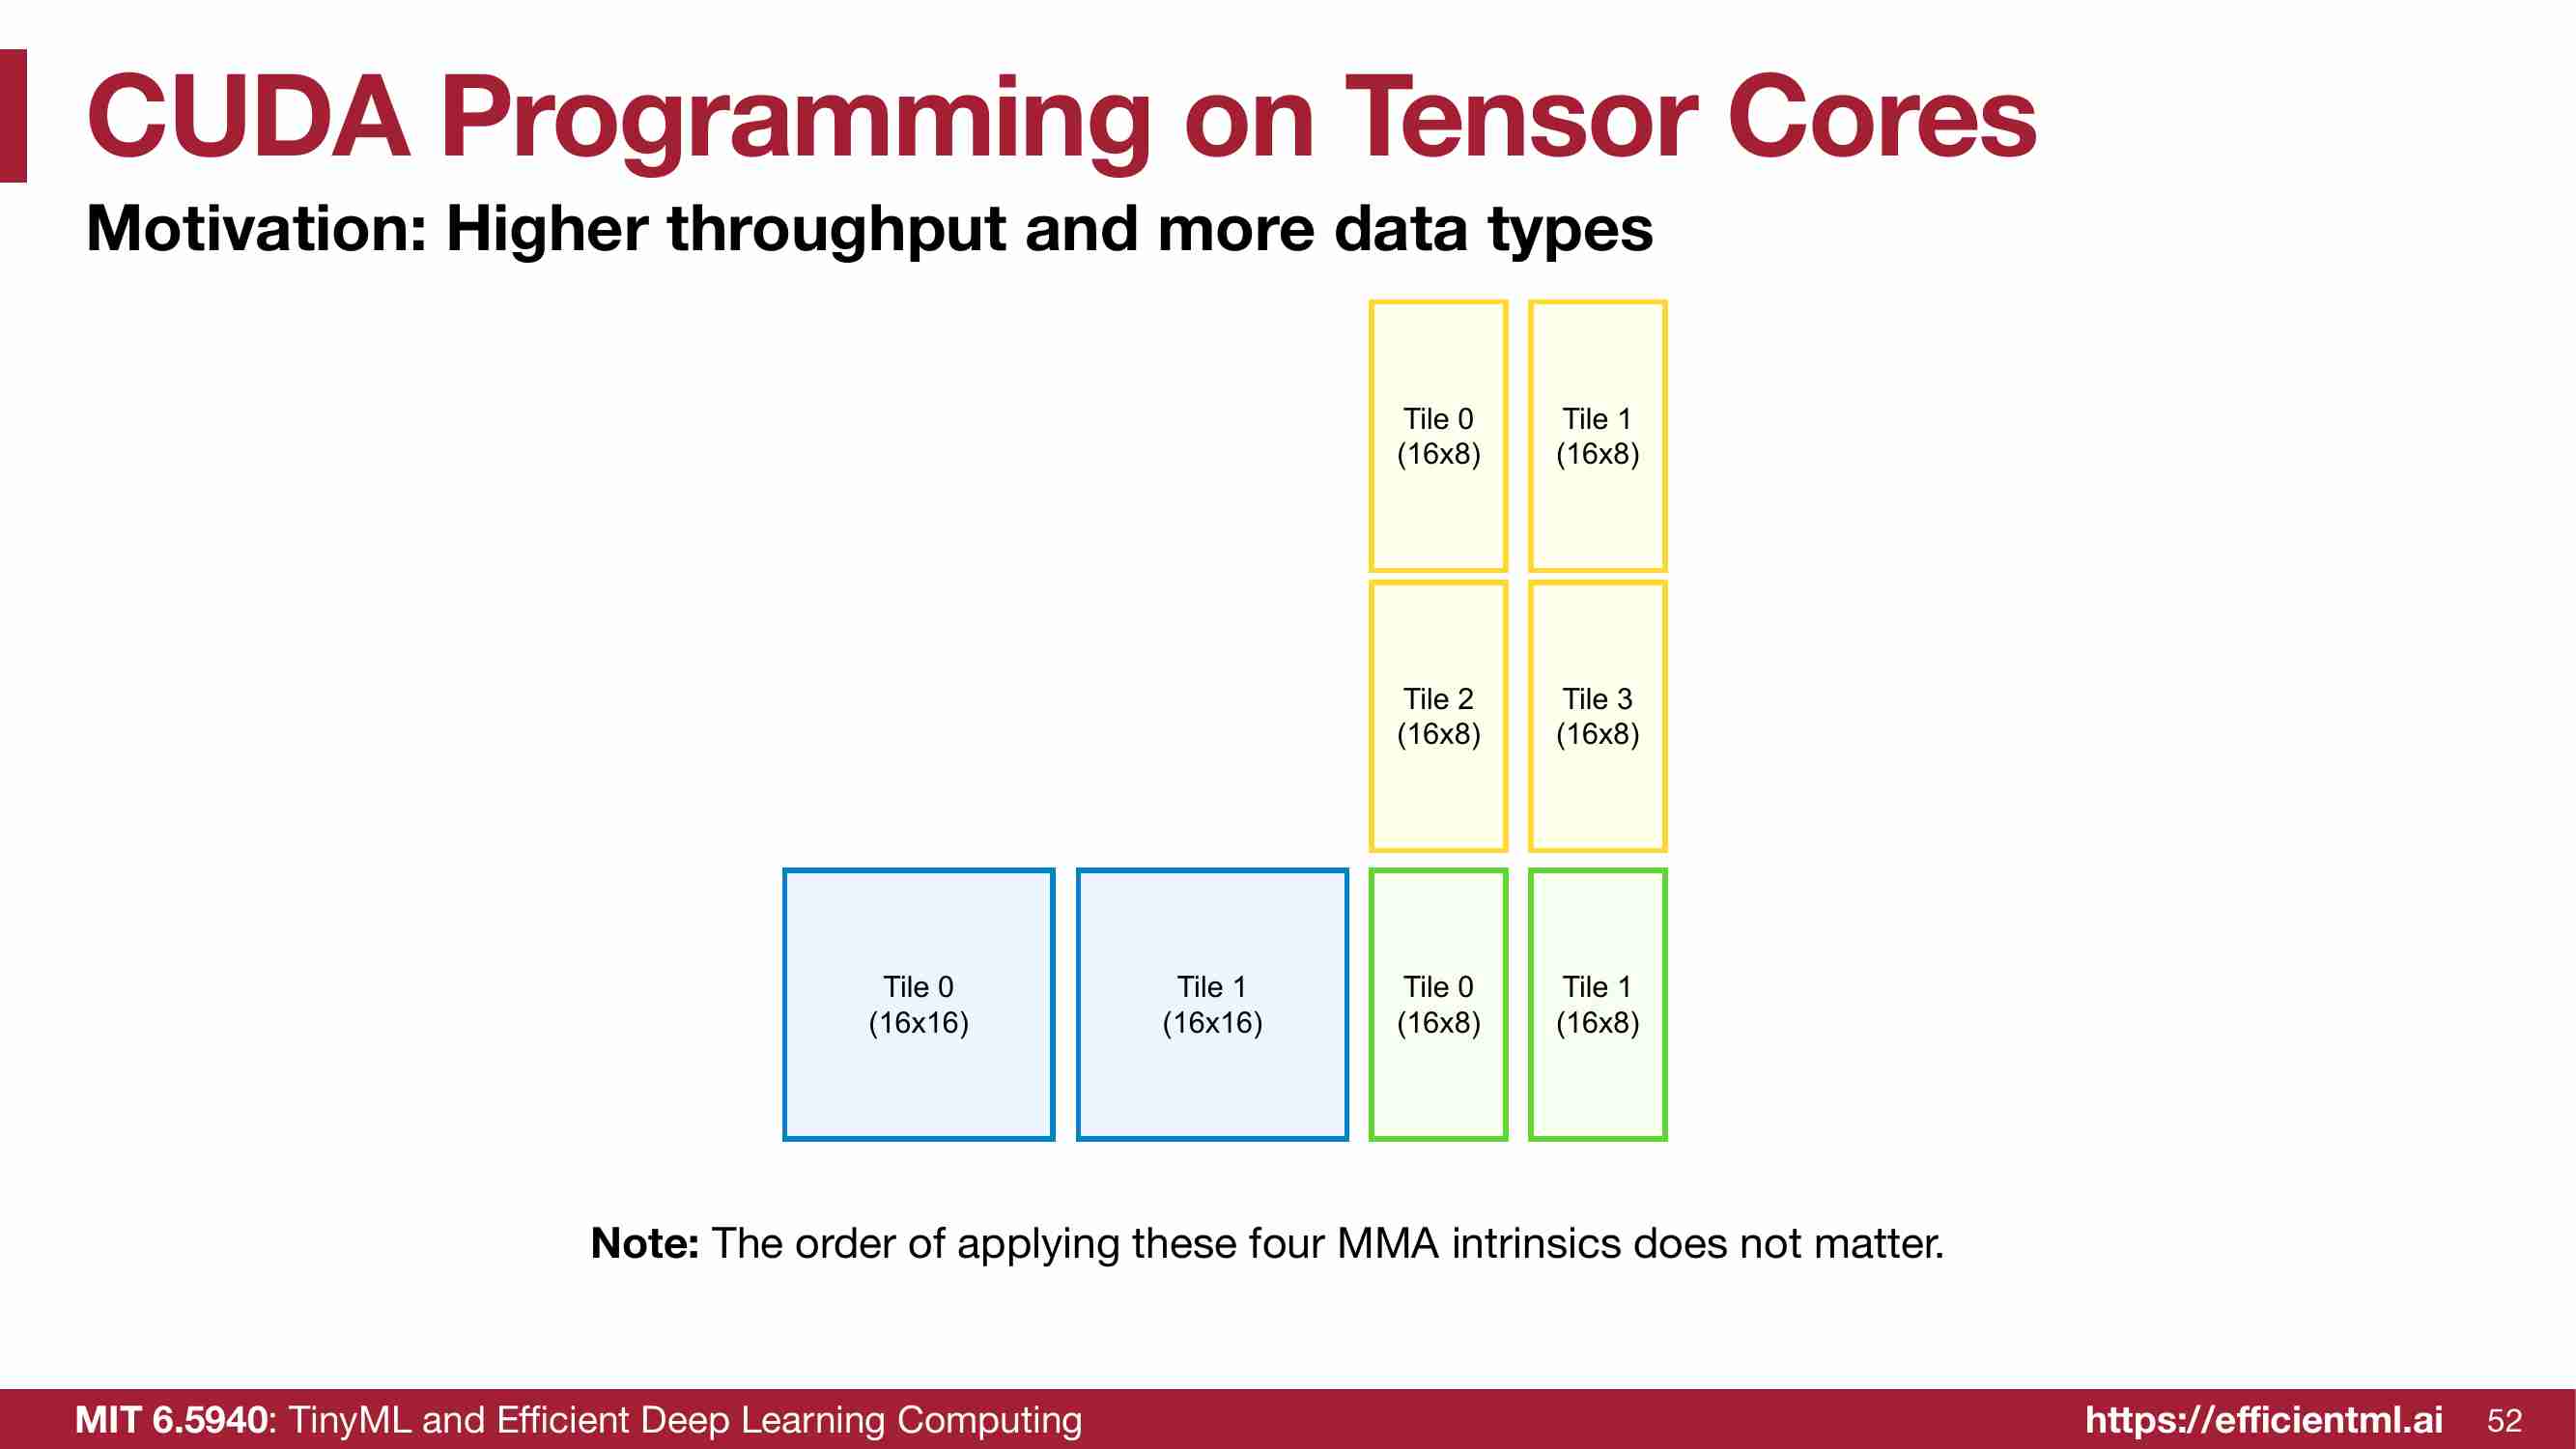 CUDA Programming on Tensor Cores
Motivation: Higher throughput and more data types
Tile 0
(16x8)
Tile 1
(16x8)
Tile 2
(16x8)
Tile 3
(16x8)
Tile 0
(16x16)
Tile 1
(16x16)
Tile 0
(16x8)
Tile 1
(16x8)
Note: The order of applying these four MMA intrinsics does not matter.
MIT 6.5940: TinyML and Efficient Deep Learning Computing
https://efficientml.ai
52